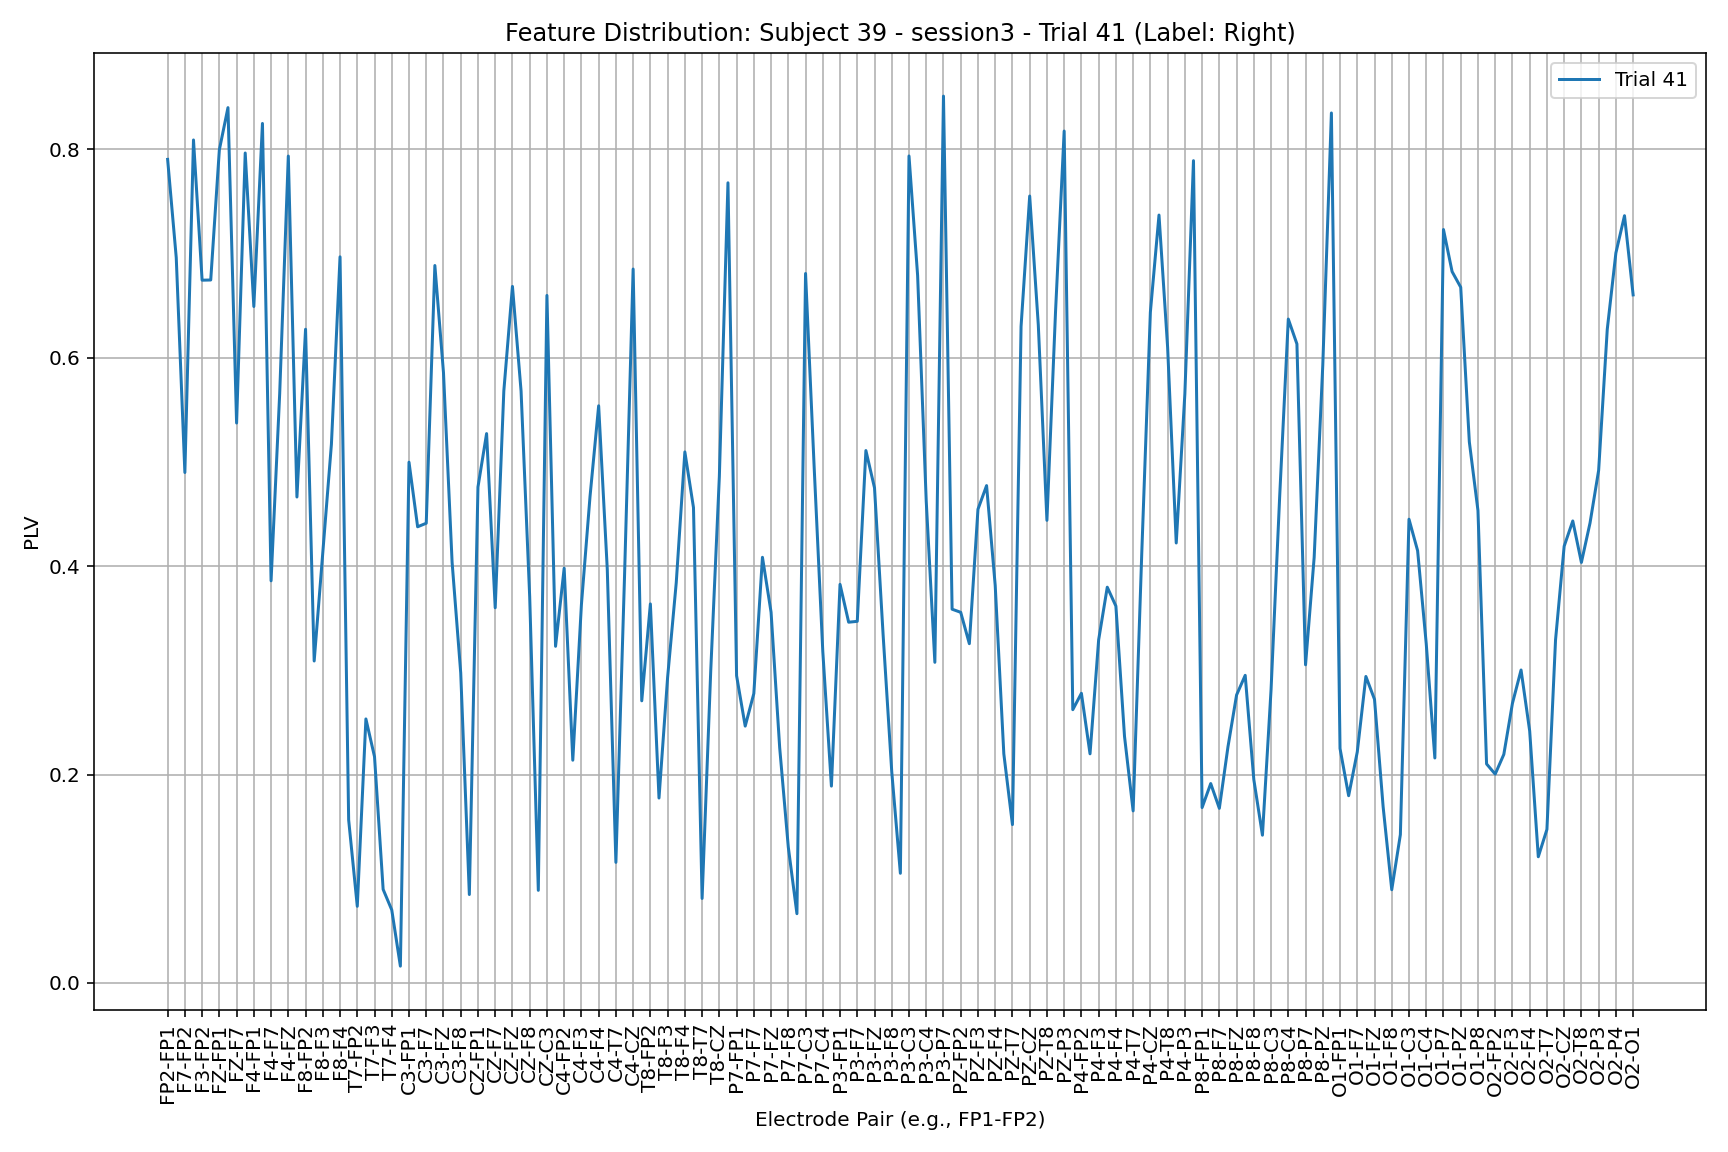 Feature Distribution: Subject 39 - session3 - Trial 41 (Label: Right)
Trial 41
PLV
0.8
0.6
0.4
0.2
0.0
FP2-FP1
F7-FP2
F3-FP2
FZ-FP1
FZ-F7
F4-FP1
F4-F7
F4-FZ
F8-FP2
F8-F3
F8-F4
T7-FP2
T7-F3
T7-F4
C3-FP1
C3-F7
C3-FZ
C3-F8
CZ-FP1
CZ-F7
CZ-FZ
CZ-F8
CZ-C3
C4-FP2
C4-F3
C4-F4
C4-T7
C4-CZ
T8-FP2
T8-F3
T8-F4
T8-T7
T8-CZ
P7-FP1
P7-F7
P7-FZ
P7-F8
P7-C3
P7-C4
P3-FP1
P3-F7
P3-FZ
P3-F8
P3-C3
P3-C4
P3-P7
PZ-FP2
PZ-F3
PZ-F4
PZ-T7
PZ-CZ
PZ-T8
PZ-P3
P4-FP2
P4-F3
P4-F4
P4-T7
P4-CZ
P4-T8
P4-P3
P8-FP1
P8-F7
P8-FZ
P8-F8
P8-C3
P8-C4
P8-P7
P8-PZ
O1-FP1
O1-F7
O1-FZ
O1-F8
O1-C3
O1-C4
O1-P7
O1-PZ
O1-P8
O2-FP2
O2-F3
O2-F4
O2-T7
O2-CZ
O2-T8
O2-P3
O2-P4
O2-O1
Electrode Pair (e.g., FP1-FP2)